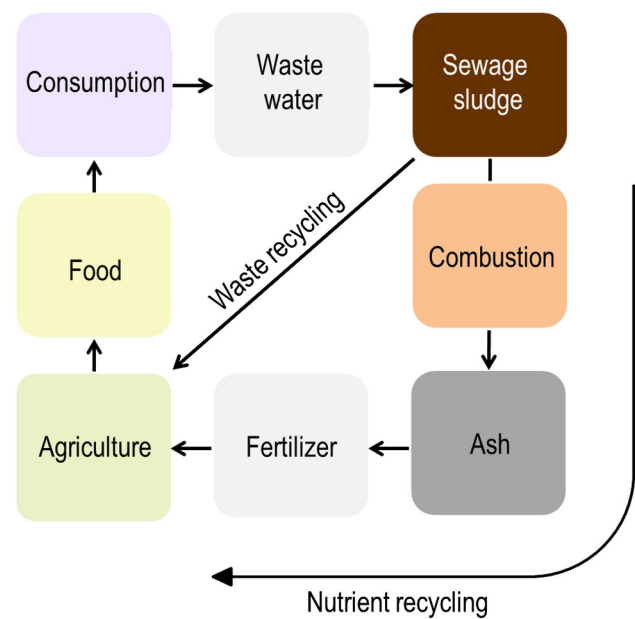 Consumption
Waste
water
Sewage
sludge
Food
Waste recycling
Combustion
Agriculture
Fertilizer
Ash
Nutrient recycling